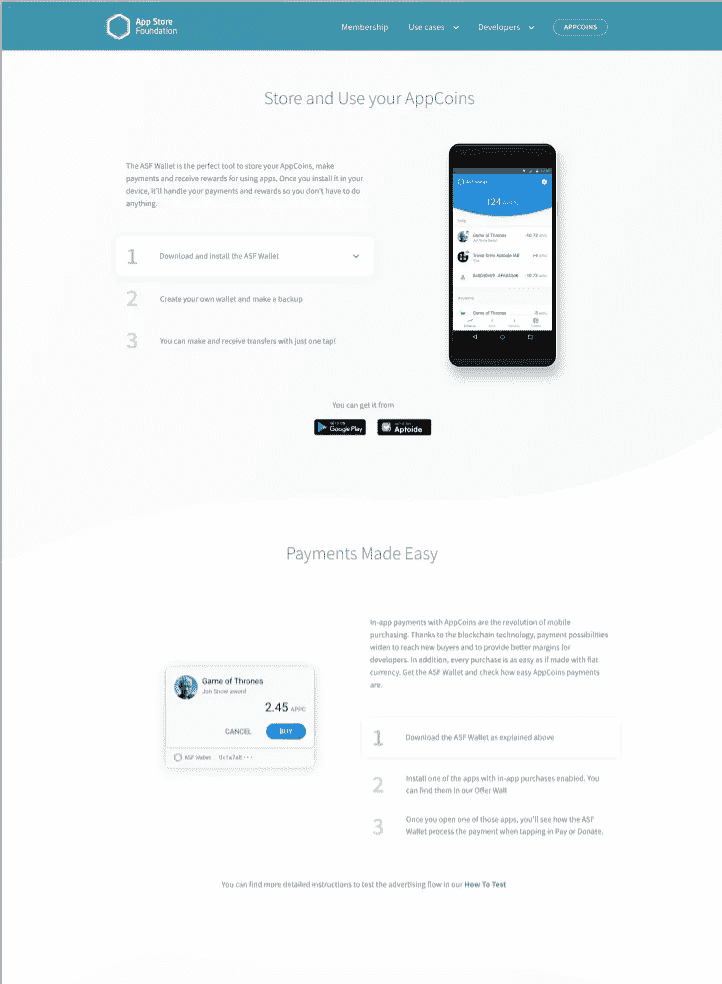 App Store
Foundation
Membership
Use cases
Developers
APPCOINS
Store and Use your AppCoins
The ASF Wallet is the perfect tool to store your AppCoins, make
payments and receive rewards for using apps. Once you install it in your
device, it'll handle your payments and rewards so you don't have to do
anything.
1 Download and install the ASF Wallet
2 Create your own wallet and make a backup
3 You can make and receive transfers with just one tap!
124
Game of Thrones
Game of Thrones
You can get it from
Google Play
Aptoide
Payments Made Easy
In-app payments with AppCoins are the revolution of mobile
purchasing. Thanks to the blockchain technology, payment possibilities
widen to reach new buyers and to provide better margins for
developers. In addition, every purchase is as easy as if made with fiat
currency. Get the ASF Wallet and check how easy AppCoins payments
are.
Game of Thrones
Jon Snow award
2.45 APPC
CANCEL
BUY
ASF Wallet
1 Download the ASF Wallet as explained above
2 Install one of the apps with in-app purchases enabled. You
can find them in our Offer Wall
3 Once you open one of those apps, you'll see how the ASF
Wallet process the payment when tapping in Pay or Donate.
You can find more detailed instructions to test the advertising flow in our How To Test